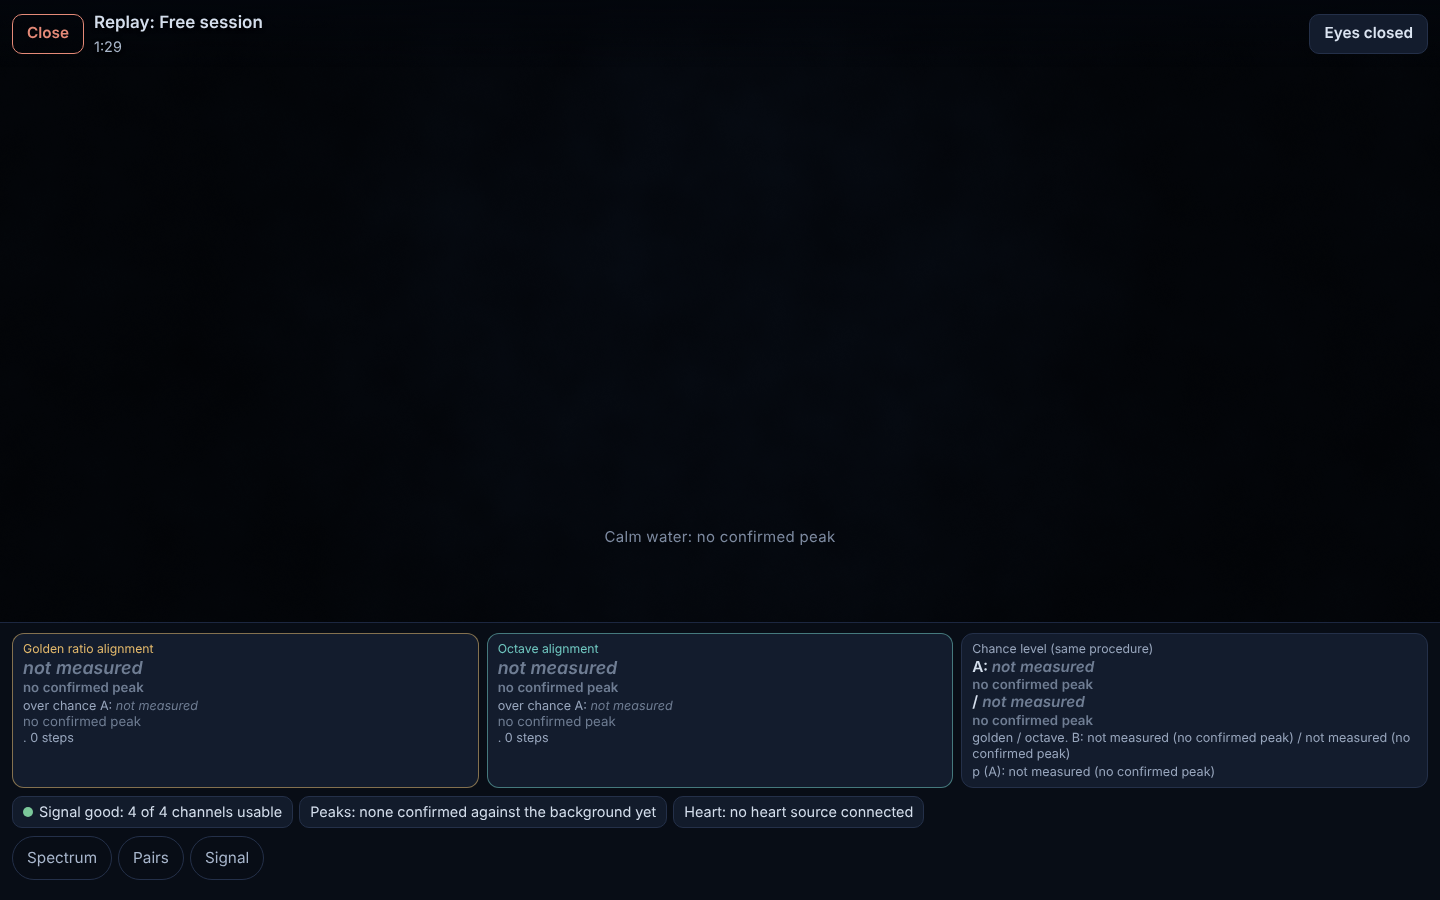 Close
Replay: Free session
1:29
Eyes closed
Calm water: no confirmed peak
Golden ratio alignment
not measured
no confirmed peak
over chance A: not measured
no confirmed peak
. 0 steps
Octave alignment
not measured
no confirmed peak
over chance A: not measured
no confirmed peak
. 0 steps
Chance level (same procedure)
A: not measured
no confirmed peak
/ not measured
no confirmed peak
golden / octave. B: not measured (no confirmed peak) / not measured (no
confirmed peak)
p (A): not measured (no confirmed peak)
Signal good: 4 of 4 channels usable
Peaks: none confirmed against the background yet
Heart: no heart source connected
Spectrum
Pairs
Signal